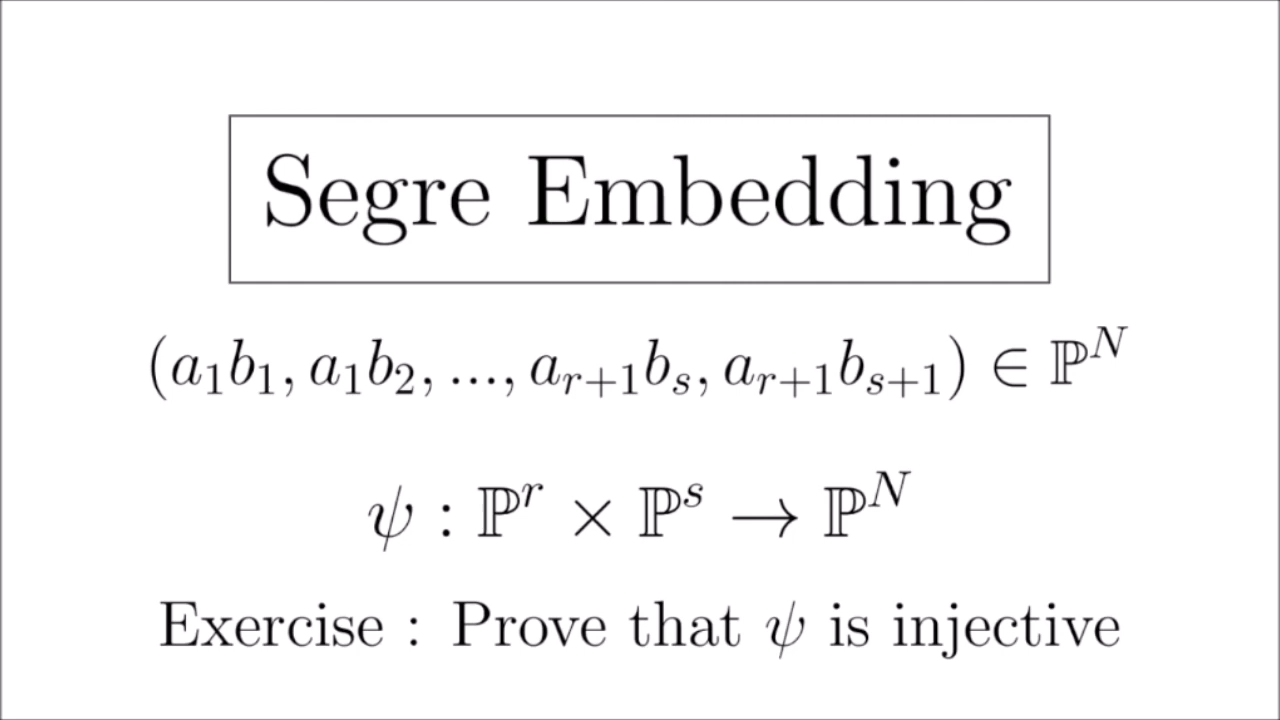 Segre Embedding
(a₁b₁, a₁b₂, ..., aᵣ₊₁bₛ, aᵣ₊₁bₛ₊₁) ∈ ℙᴺ
ψ : ℙʳ × ℙˢ → ℙᴺ
Exercise : Prove that ψ is injective